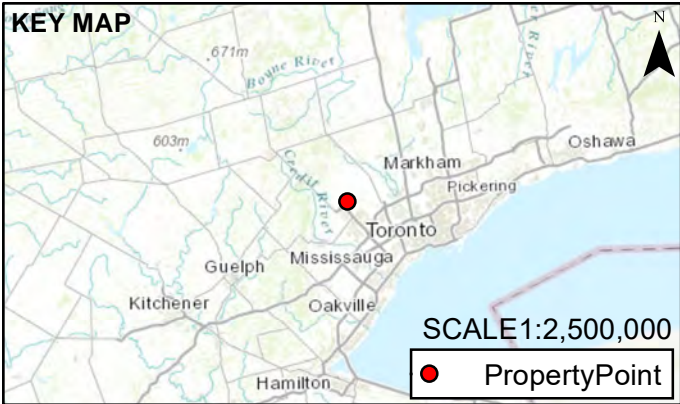 KEY MAP
N
671m
Boyne River
River
603m
Oshawa
Markham
Credit River
Pickering
Toronto
Guelph
Mississauga
Kitchener
Oakville
SCALE1:2,500,000
PropertyPoint
Hamilton